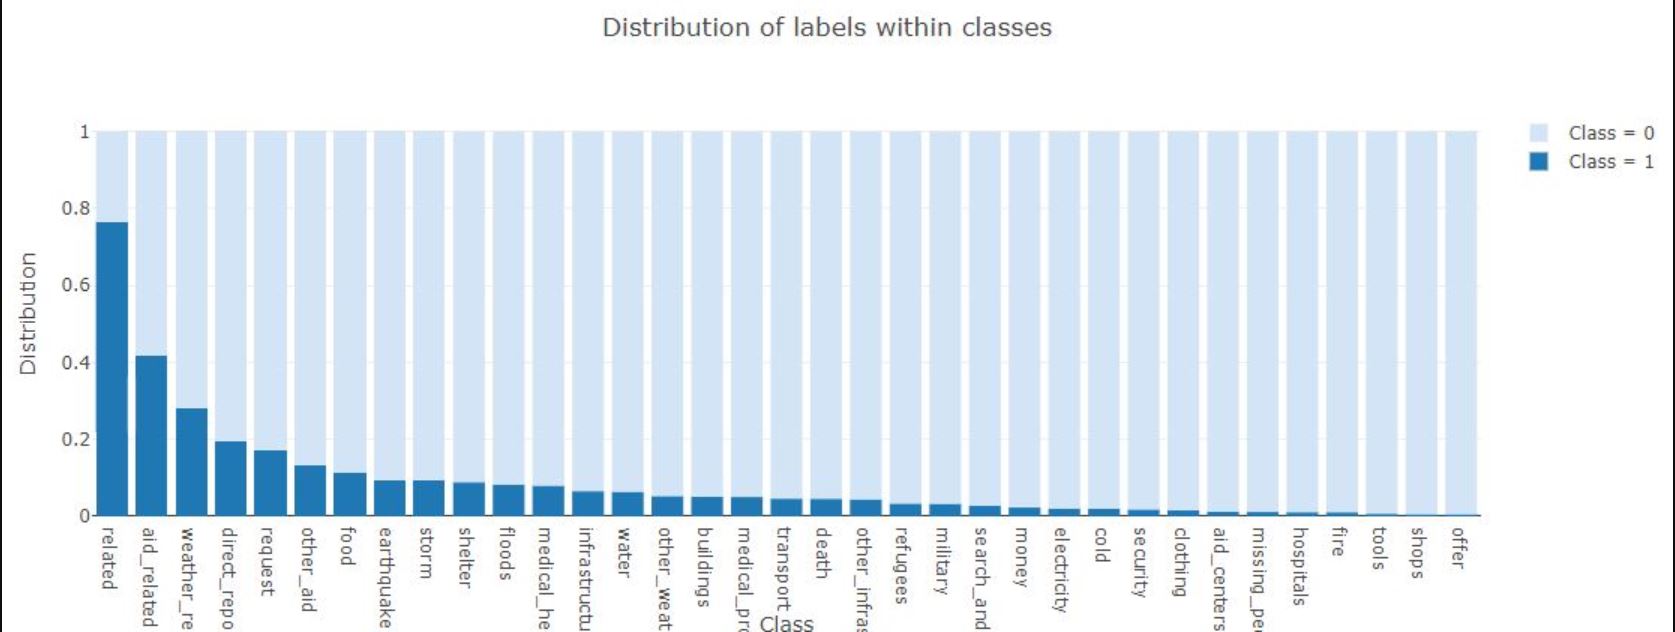 Distribution of labels within classes
Class = 0
Class = 1
Distribution
1
0.8
0.6
0.4
0.2
0
related
aid_related
weather_re
direct_repo
request
other_aid
food
earthquake
storm
shelter
floods
medical_he
infrastructu
water
other_weat
buildings
medical_pro
transport
death
other_infras
refugees
military
search_and
money
electricity
cold
security
clothing
aid_centers
missing_peo
hospitals
fire
tools
shops
offer
Class